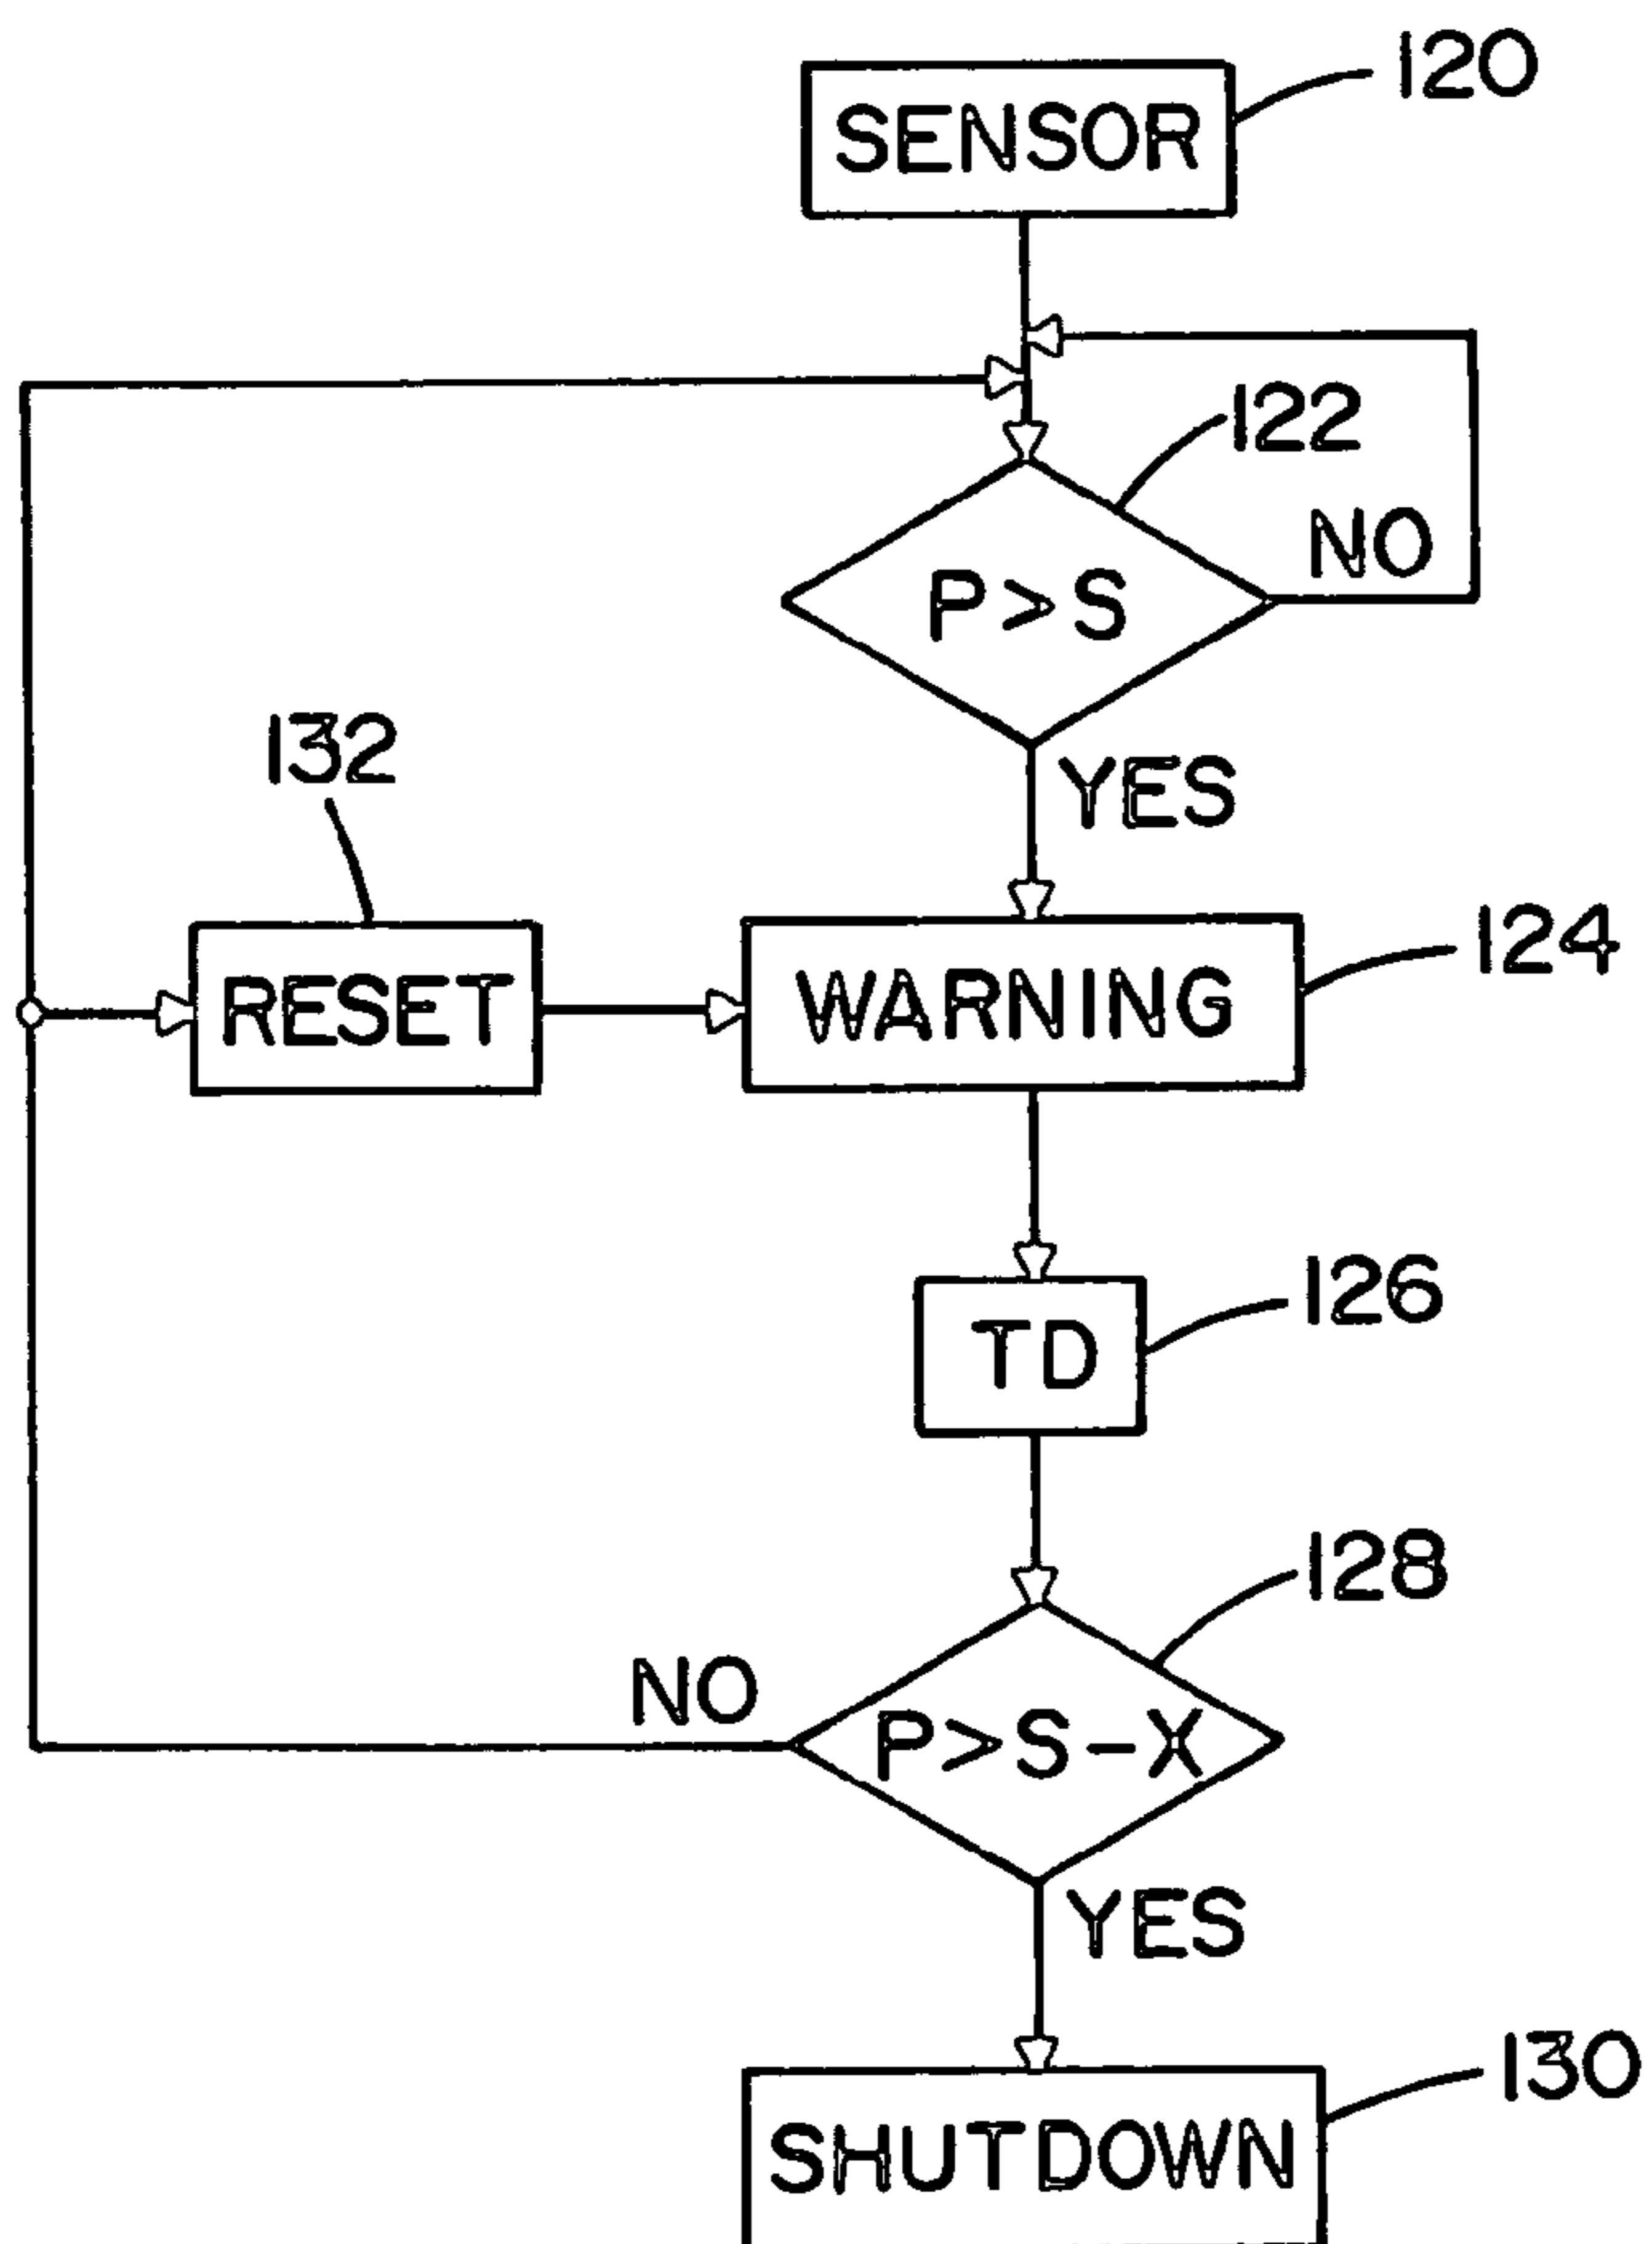 120
SENSOR
122
NO
P>S
132
YES
124
RESET
WARNING
126
TD
128
NO
P>S-X
YES
130
SHUTDOWN